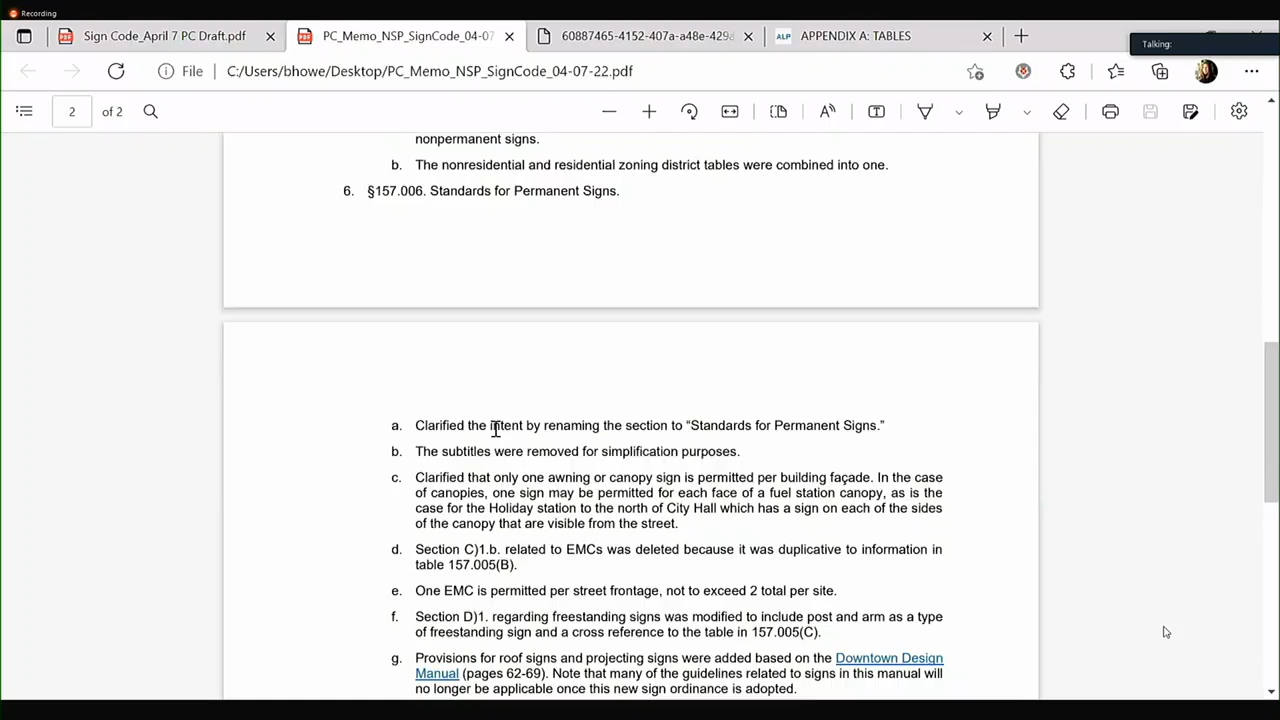 Recording
Sign Code_April 7 PC Draft.pdf
PC_Memo_NSP_SignCode_04-07
60887465-4152-407a-a48e-429a
ALP APPENDIX A: TABLES
Talking:
File C:/Users/bhowe/Desktop/PC_Memo_NSP_SignCode_04-07-22.pdf
2 of 2
nonpermanent signs.
b. The nonresidential and residential zoning district tables were combined into one.
6. §157.006. Standards for Permanent Signs.
a. Clarified the intent by renaming the section to “Standards for Permanent Signs.”
b. The subtitles were removed for simplification purposes.
c. Clarified that only one awning or canopy sign is permitted per building façade. In the case
of canopies, one sign may be permitted for each face of a fuel station canopy, as is the
case for the Holiday station to the north of City Hall which has a sign on each of the sides
of the canopy that are visible from the street.
d. Section C)1.b. related to EMCs was deleted because it was duplicative to information in
table 157.005(B).
e. One EMC is permitted per street frontage, not to exceed 2 total per site.
f. Section D)1. regarding freestanding signs was modified to include post and arm as a type
of freestanding sign and a cross reference to the table in 157.005(C).
g. Provisions for roof signs and projecting signs were added based on the Downtown Design
Manual (pages 62-69). Note that many of the guidelines related to signs in this manual will
no longer be applicable once this new sign ordinance is adopted.